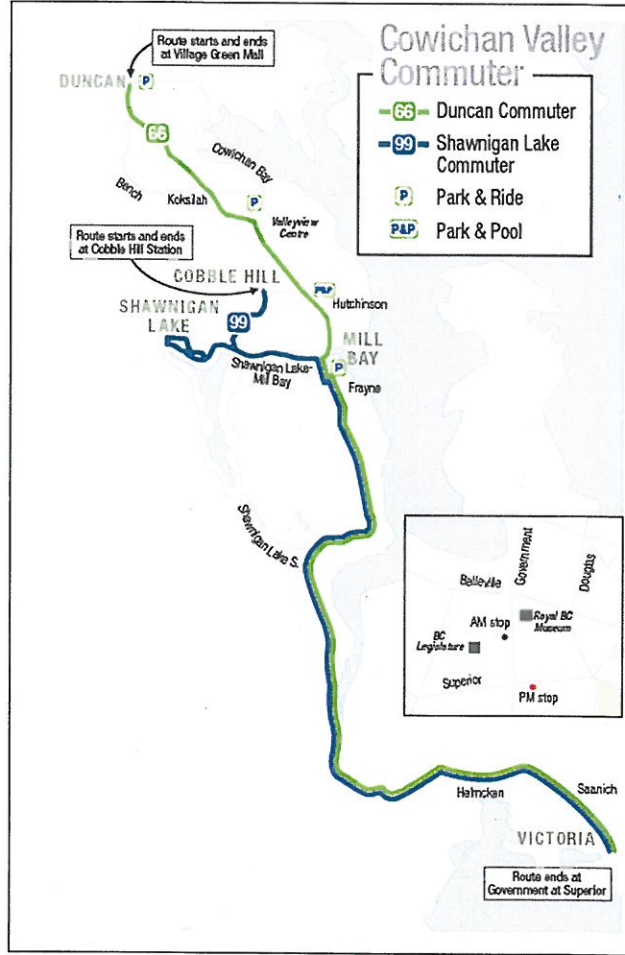 Route starts and ends
at Village Green Mall
Cowichan Valley
Commuter
DUNCAN
P
66
Duncan Commuter
99
Shawnigan Lake
Commuter
P
Park & Ride
P&P
Park & Pool
66
Cowichan Bay
Bench
Koksilah
P
Valleyview
Centre
Route starts and ends
at Cobble Hill Station
COBBLE HILL
P&P
Hutchinson
SHAWNIGAN
LAKE
99
MILL
BAY
Shawnigan Lake-
Mill Bay
P
Frayne
Shawnigan Lake S.
Belleville
Government
Douglas
AM stop
Royal BC
Museum
BC
Legislature
Superior
PM stop
Helmcken
Saanich
VICTORIA
Route ends at
Government at Superior